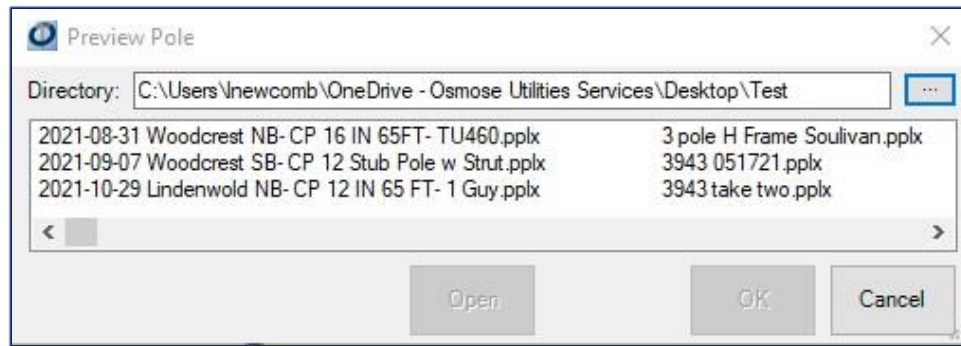 Preview Pole
Directory: C:\Users\lnewcomb\OneDrive - Osmose Utilities Services\Desktop\Test ...
2021-08-31 Woodcrest NB- CP 16 IN 65FT- TU460.pplx 3 pole H Frame Soulivan.pplx
2021-09-07 Woodcrest SB- CP 12 Stub Pole w Strut.pplx 3943 051721.pplx
2021-10-29 Lindenwold NB- CP 12 IN 65 FT- 1 Guy.pplx 3943 take two.pplx
Open OK Cancel